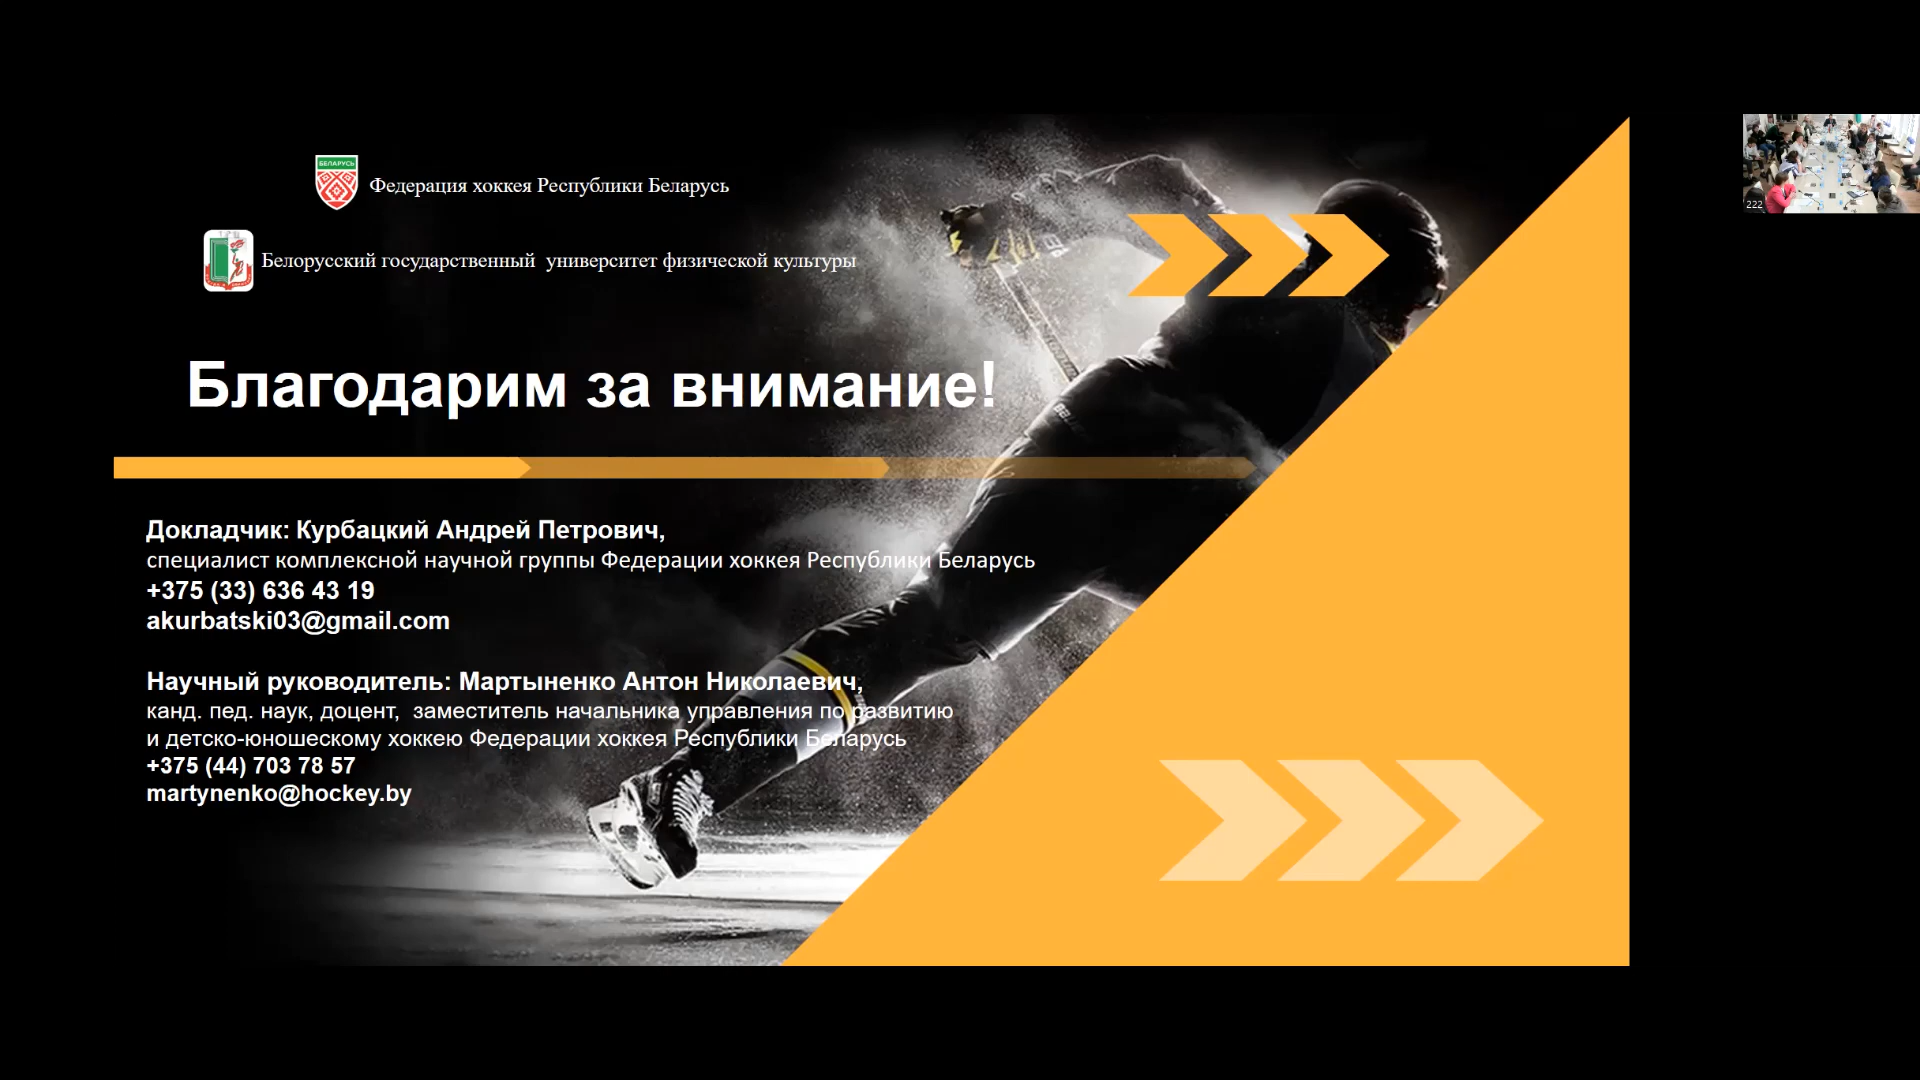 БЕЛАРУСЬ
Федерация хоккея Республики Беларусь
Белорусский государственный университет физической культуры
Благодарим за внимание!
Докладчик: Курбацкий Андрей Петрович,
специалист комплексной научной группы Федерации хоккея Республики Беларусь
+375 (33) 636 43 19
akurbatski03@gmail.com
Научный руководитель: Мартыненко Антон Николаевич,
канд. пед. наук, доцент, заместитель начальника управления по развитию
и детско-юношескому хоккею Федерации хоккея Республики Беларусь
+375 (44) 703 78 57
martynenko@hockey.by
222